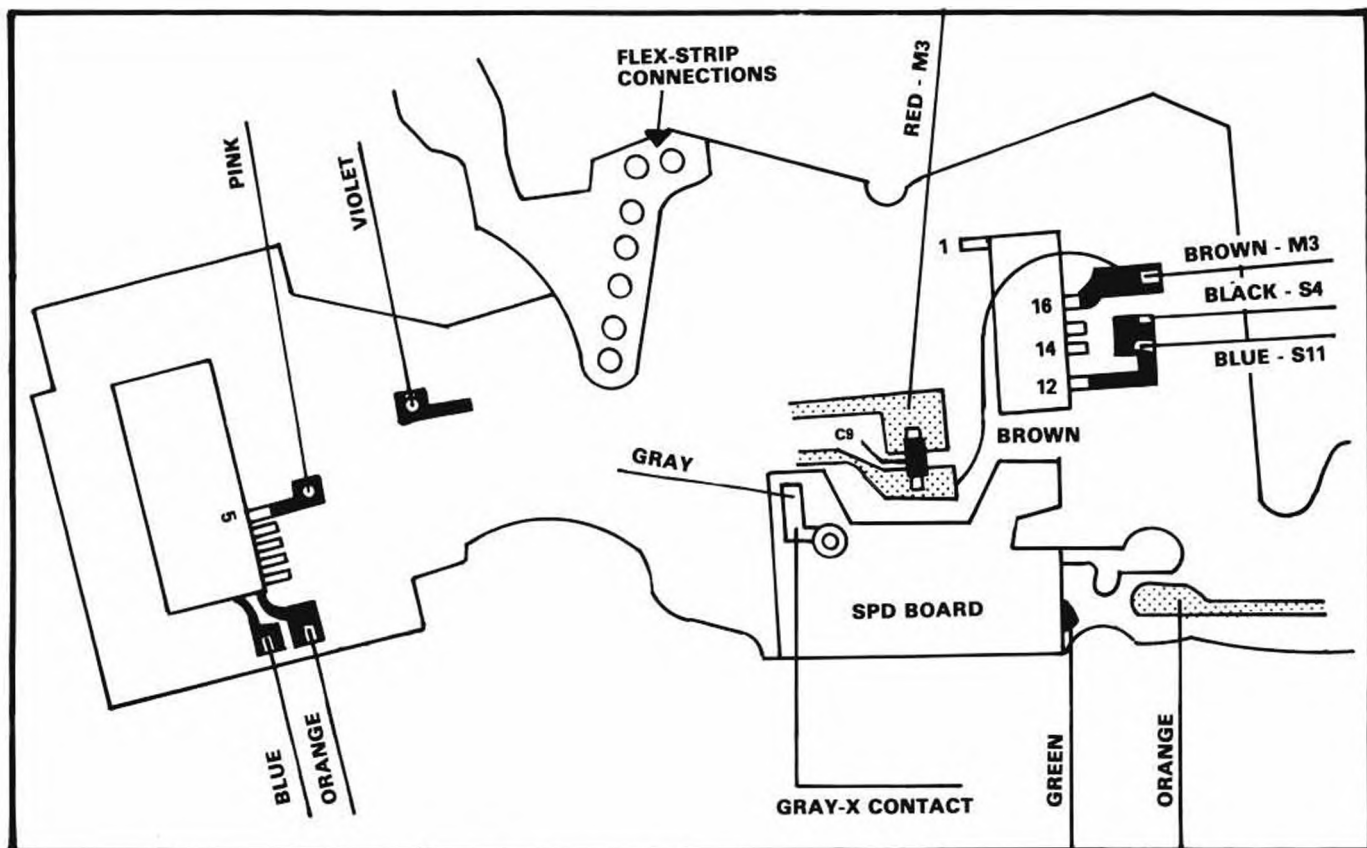 FLEX-STRIP
CONNECTIONS
RED - M3
PINK
VIOLET
1
BROWN - M3
16
BLACK - S4
14
BLUE - S11
12
C9
BROWN
GRAY
5
SPD BOARD
BLUE
ORANGE
GRAY-X CONTACT
GREEN
ORANGE